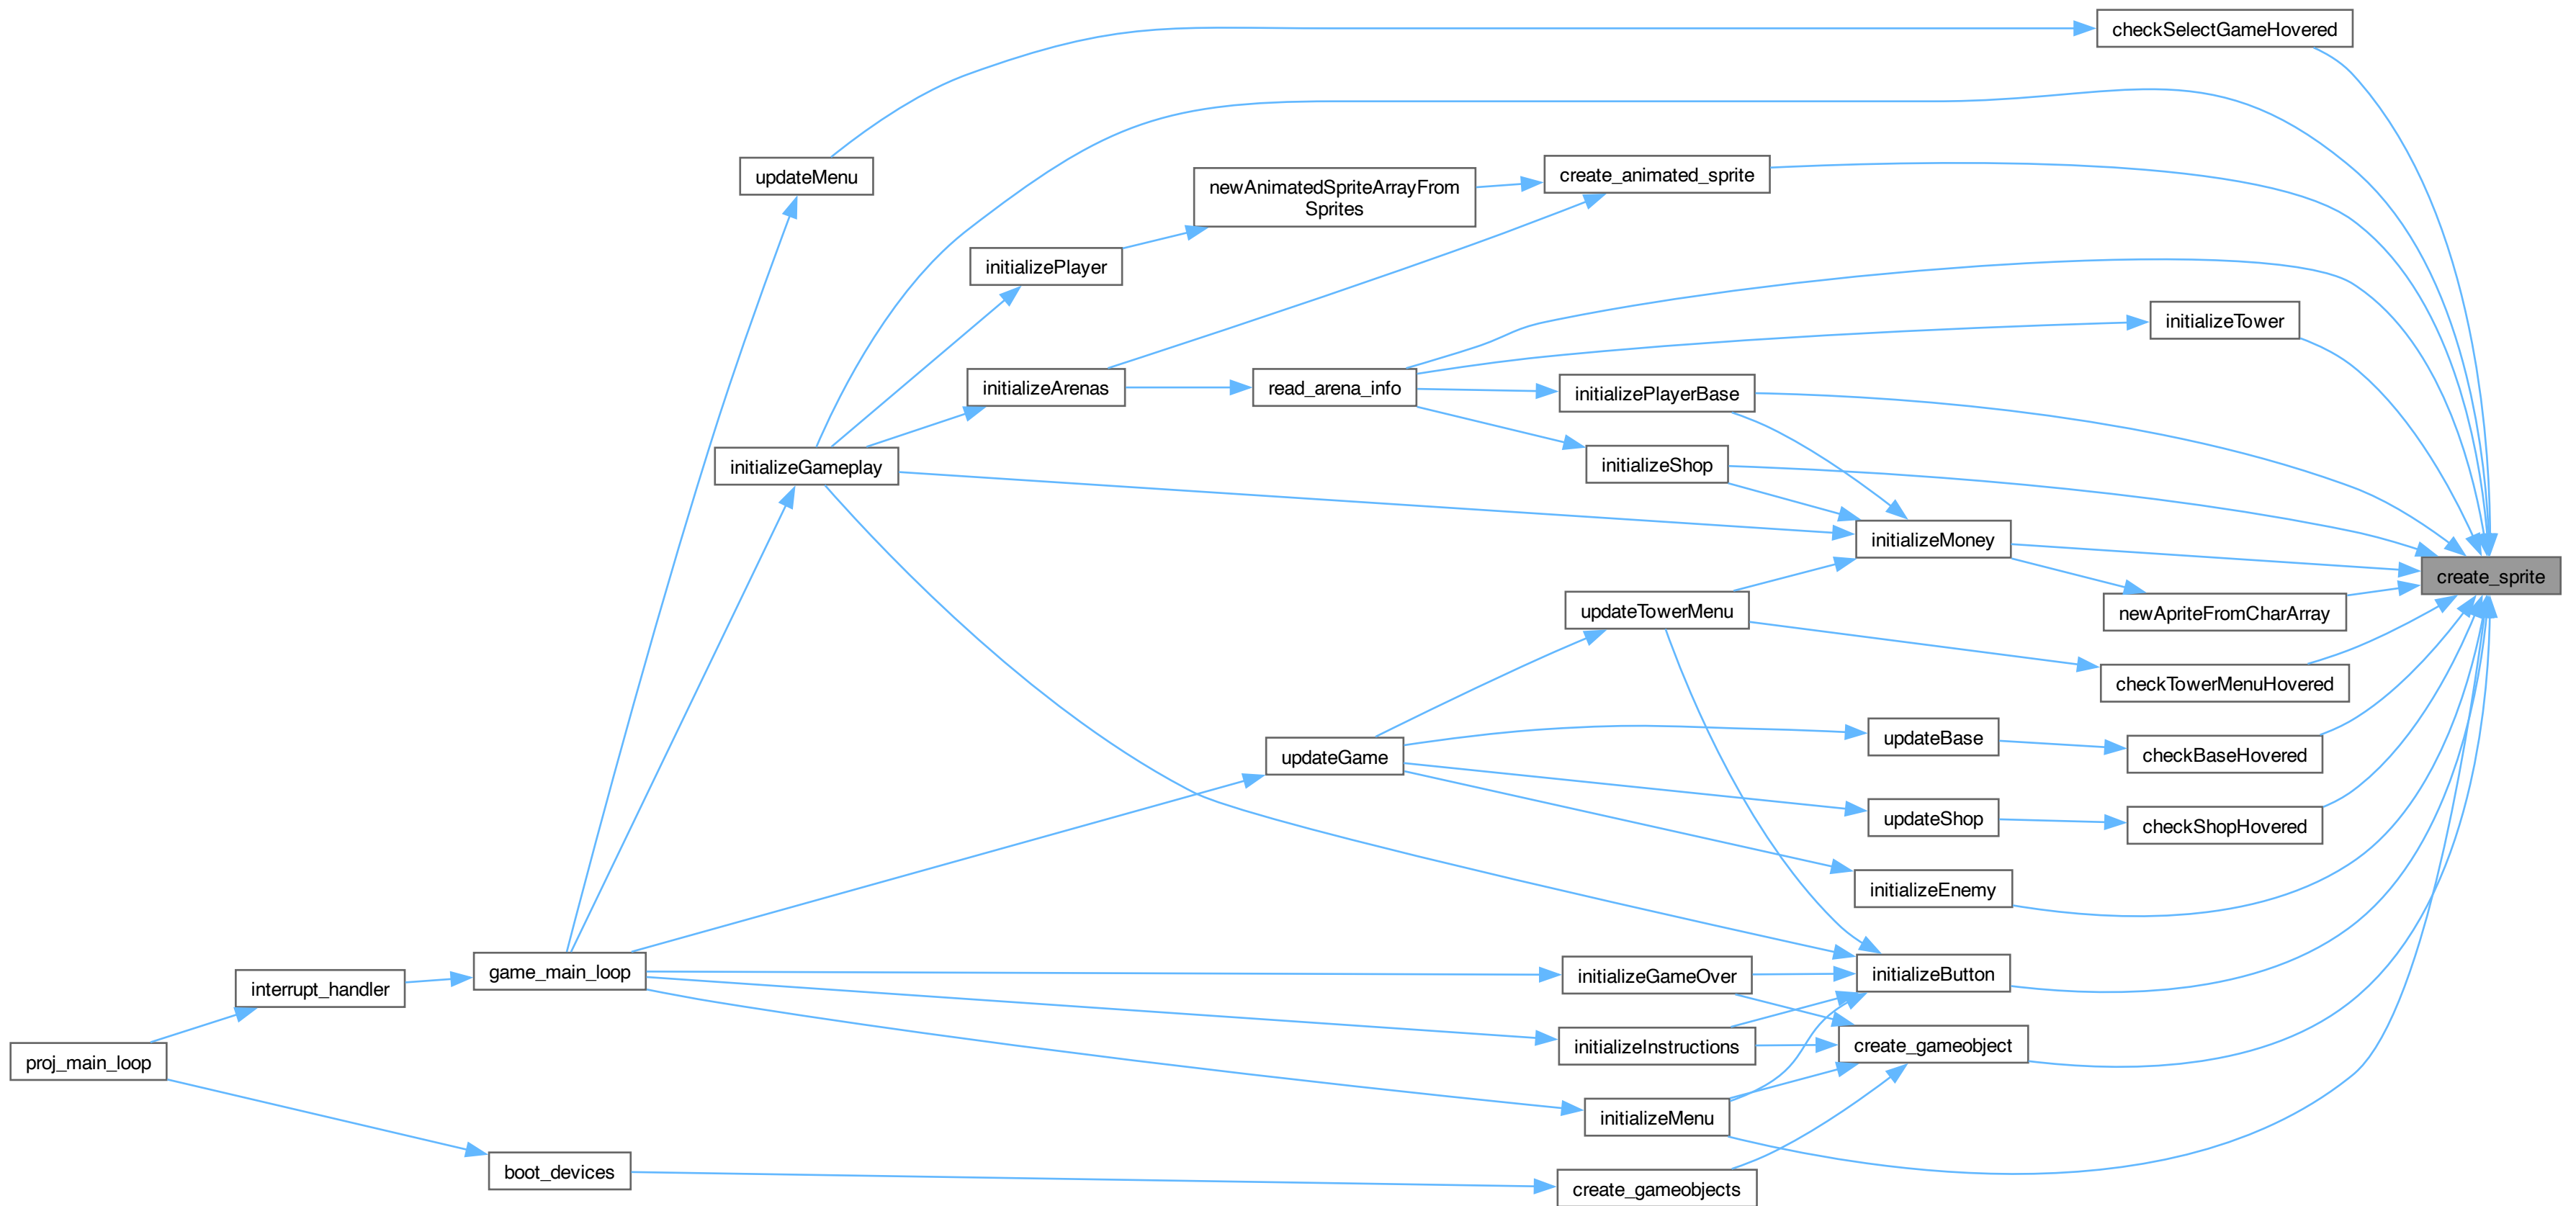 checkSelectGameHovered
updateMenu
newAnimatedSpriteArrayFrom
Sprites
create_animated_sprite
initializePlayer
initializeTower
initializeArenas
read_arena_info
initializePlayerBase
initializeGameplay
initializeShop
initializeMoney
create_sprite
updateTowerMenu
newApriteFromCharArray
checkTowerMenuHovered
updateGame
updateBase
checkBaseHovered
updateShop
checkShopHovered
initializeEnemy
game_main_loop
interrupt_handler
initializeGameOver
initializeButton
proj_main_loop
initializeInstructions
create_gameobject
initializeMenu
boot_devices
create_gameobjects